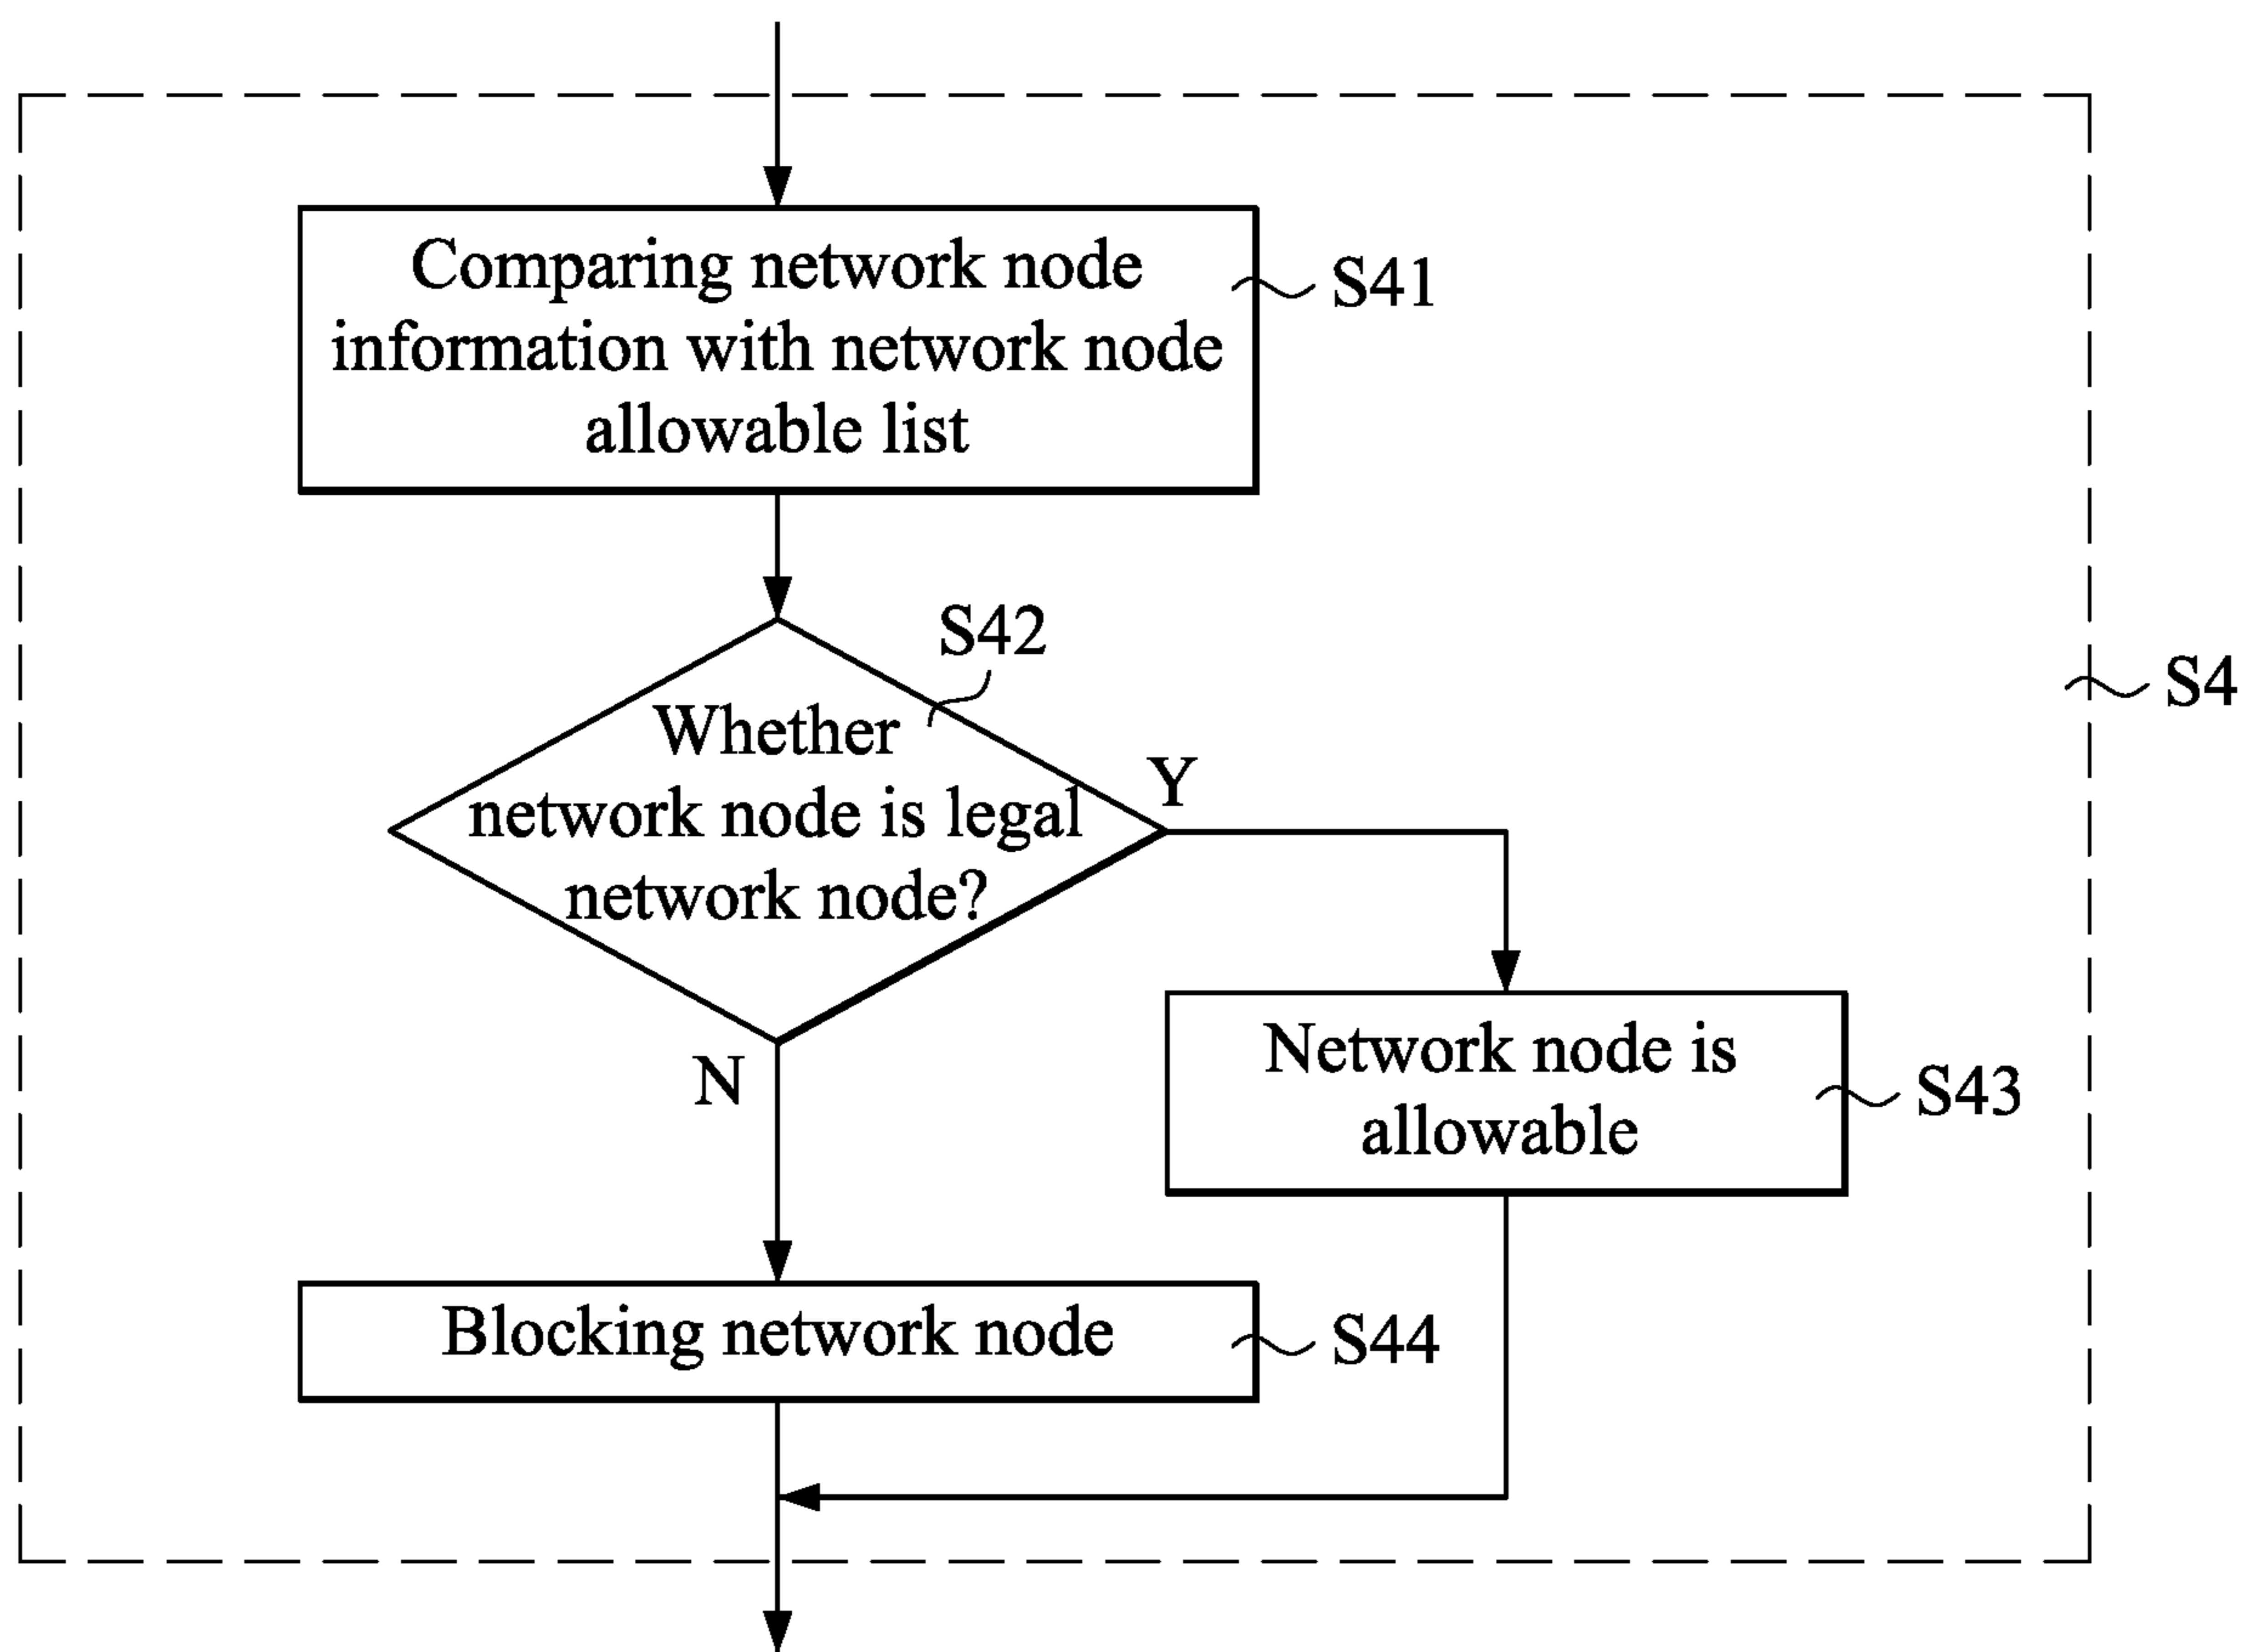 Comparing network node
information with network node
allowable list
S41
S42
Whether
network node is legal
network node?
Y
S4
N
Network node is
allowable
S43
Blocking network node
S44